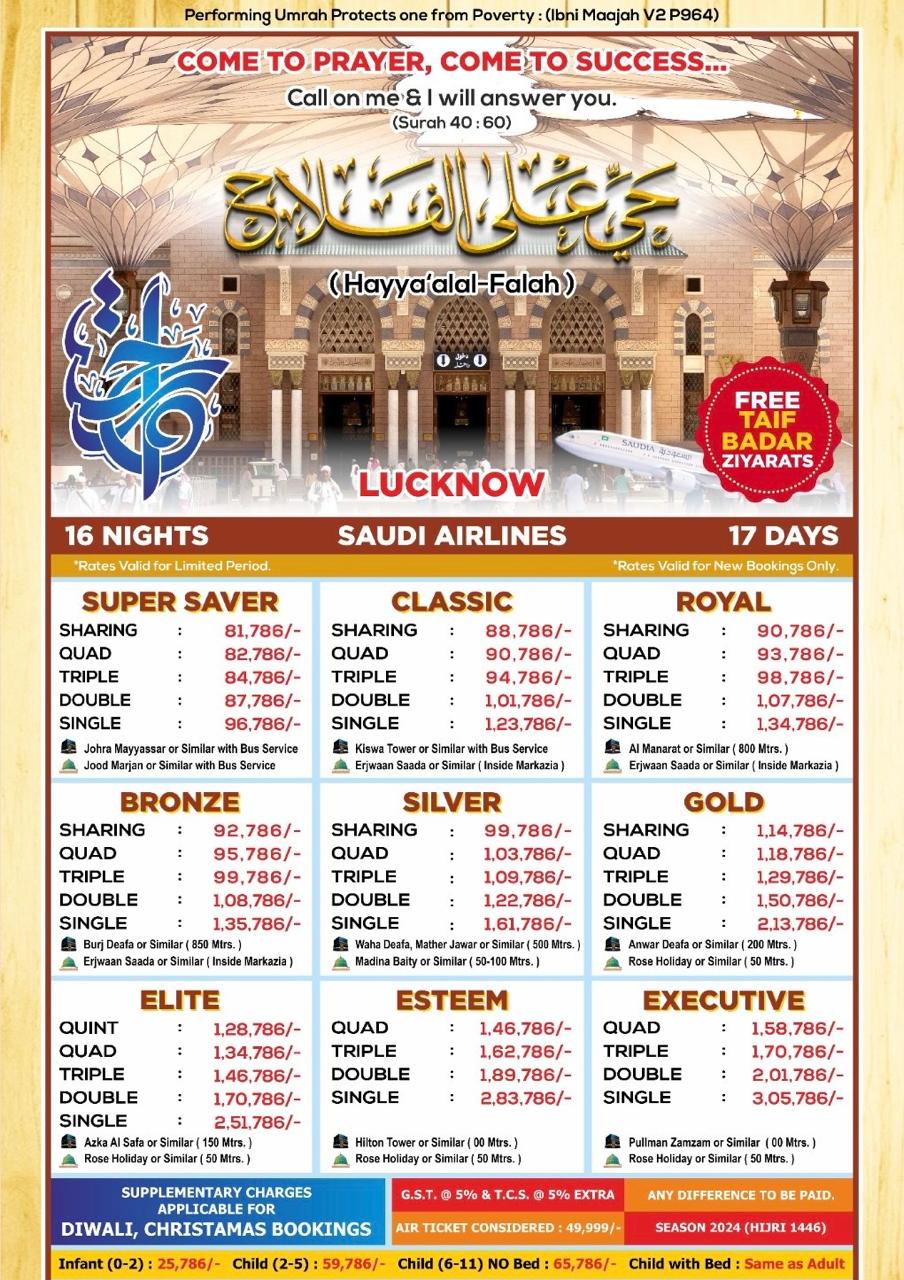 Performing Umrah Protects one from Poverty : (Ibni Maajah V2 P964)
COME TO PRAYER, COME TO SUCCESS...
Call on me & I will answer you.
(Surah 40 : 60)
حَيَّ عَلَى الفَلَاح
(Hayya'alal-Falah)
دخول
FREE
TAIF
BADAR
ZIYARATS
SAUDIA السعودية
LUCKNOW
16 NIGHTS SAUDI AIRLINES 17 DAYS
*Rates Valid for Limited Period. *Rates Valid for New Bookings Only.
SUPER SAVER
SHARING : 81,786/-
QUAD : 82,786/-
TRIPLE : 84,786/-
DOUBLE : 87,786/-
SINGLE : 96,786/-
Johra Mayyassar or Similar with Bus Service
Jood Marjan or Similar with Bus Service
CLASSIC
SHARING : 88,786/-
QUAD : 90,786/-
TRIPLE : 94,786/-
DOUBLE : 1,01,786/-
SINGLE : 1,23,786/-
Kiswa Tower or Similar with Bus Service
Erjwaan Saada or Similar ( Inside Markazia )
ROYAL
SHARING : 90,786/-
QUAD : 93,786/-
TRIPLE : 98,786/-
DOUBLE : 1,07,786/-
SINGLE : 1,34,786/-
Al Manarat or Similar ( 800 Mtrs. )
Erjwaan Saada or Similar ( Inside Markazia )
BRONZE
SHARING : 92,786/-
QUAD : 95,786/-
TRIPLE : 99,786/-
DOUBLE : 1,08,786/-
SINGLE : 1,35,786/-
Burj Deafa or Similar ( 850 Mtrs. )
Erjwaan Saada or Similar ( Inside Markazia )
SILVER
SHARING : 99,786/-
QUAD : 1,03,786/-
TRIPLE : 1,09,786/-
DOUBLE : 1,22,786/-
SINGLE : 1,61,786/-
Waha Deafa, Mather Jawar or Similar ( 500 Mtrs. )
Madina Baity or Similar ( 50-100 Mtrs. )
GOLD
SHARING : 1,14,786/-
QUAD : 1,18,786/-
TRIPLE : 1,29,786/-
DOUBLE : 1,50,786/-
SINGLE : 2,13,786/-
Anwar Deafa or Similar ( 200 Mtrs. )
Rose Holiday or Similar ( 50 Mtrs. )
ELITE
QUINT : 1,28,786/-
QUAD : 1,34,786/-
TRIPLE : 1,46,786/-
DOUBLE : 1,70,786/-
SINGLE : 2,51,786/-
Azka Al Safa or Similar ( 150 Mtrs. )
Rose Holiday or Similar ( 50 Mtrs. )
ESTEEM
QUAD : 1,46,786/-
TRIPLE : 1,62,786/-
DOUBLE : 1,89,786/-
SINGLE : 2,83,786/-
Hilton Tower or Similar ( 00 Mtrs. )
Rose Holiday or Similar ( 50 Mtrs. )
EXECUTIVE
QUAD : 1,58,786/-
TRIPLE : 1,70,786/-
DOUBLE : 2,01,786/-
SINGLE : 3,05,786/-
Pullman Zamzam or Similar ( 00 Mtrs. )
Rose Holiday or Similar ( 50 Mtrs. )
SUPPLEMENTARY CHARGES
APPLICABLE FOR
DIWALI, CHRISTAMAS BOOKINGS
G.S.T. @ 5% & T.C.S. @ 5% EXTRA
ANY DIFFERENCE TO BE PAID.
AIR TICKET CONSIDERED : 49,999/-
SEASON 2024 (HIJRI 1446)
Infant (0-2) : 25,786/- Child (2-5) : 59,786/- Child (6-11) NO Bed : 65,786/- Child with Bed : Same as Adult